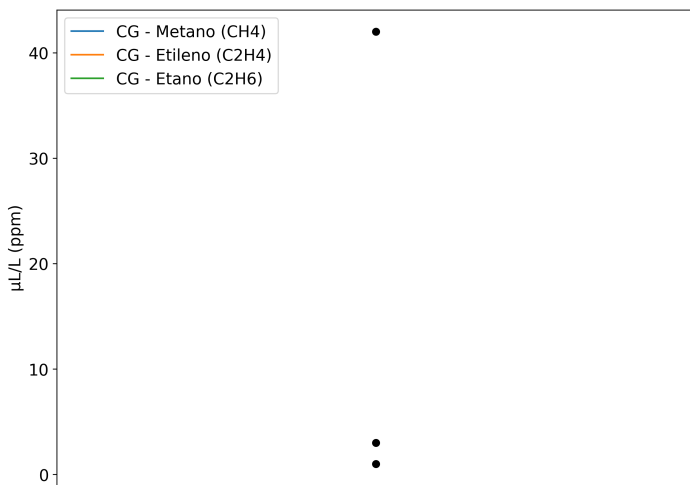 CG - Metano (CH4)
CG - Etileno (C2H4)
CG - Etano (C2H6)
µL/L (ppm)
40
30
20
10
0